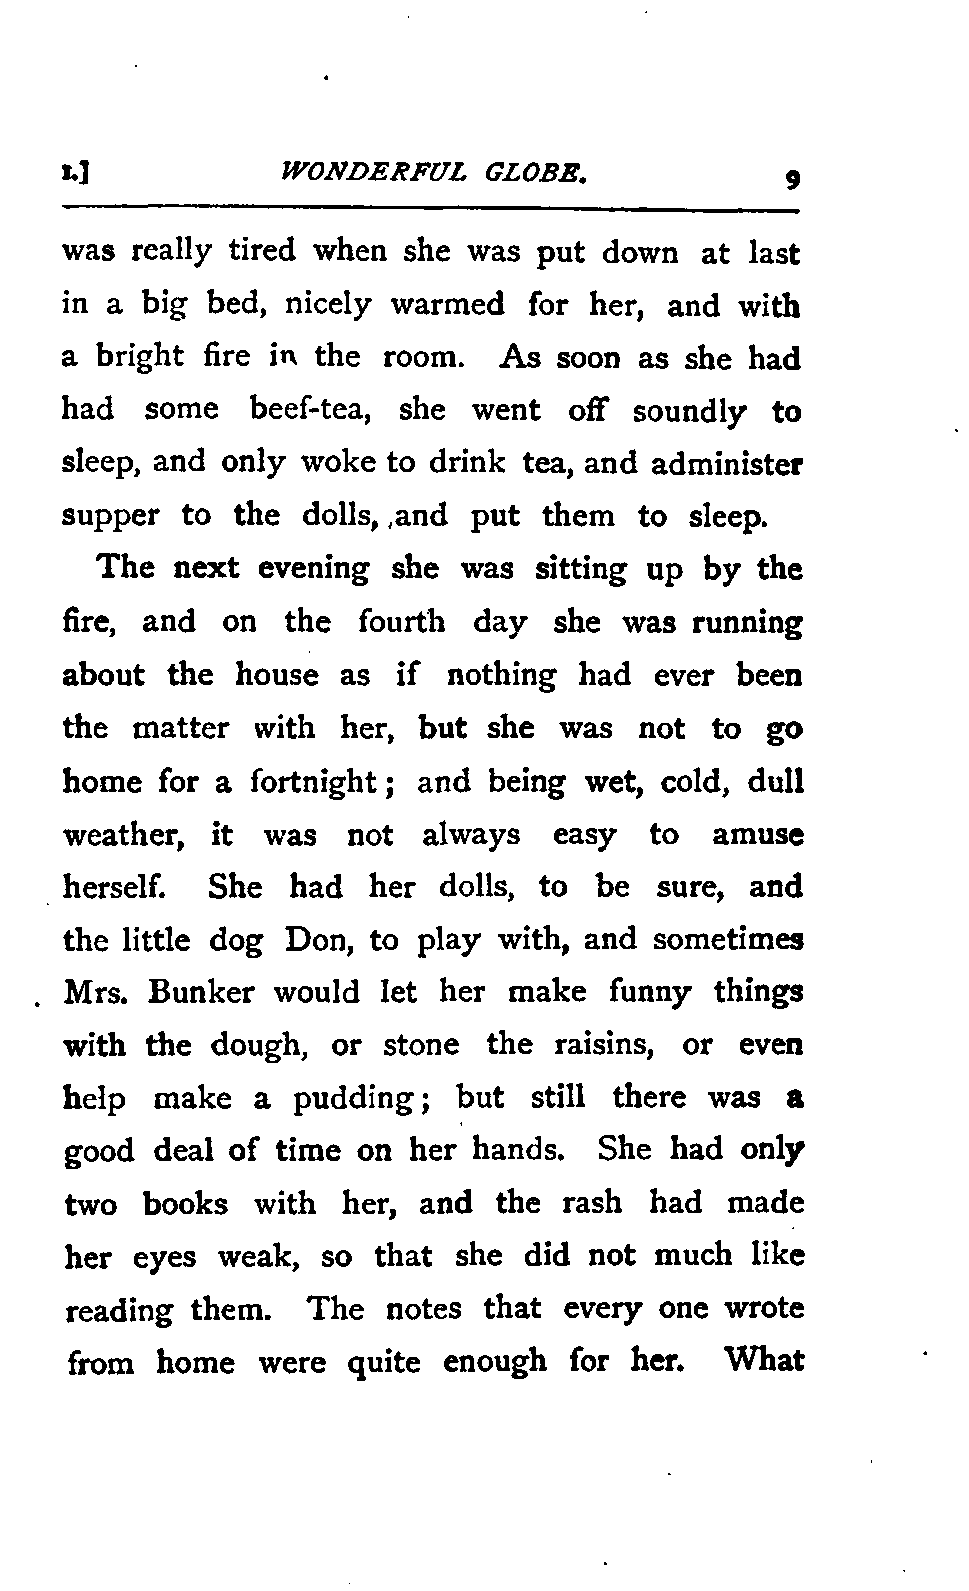 I.] WONDERFUL GLOBE. 9
was really tired when she was put down at last
in a big bed, nicely warmed for her, and with
a bright fire in the room. As soon as she had
had some beef-tea, she went off soundly to
sleep, and only woke to drink tea, and administer
supper to the dolls, and put them to sleep.
The next evening she was sitting up by the
fire, and on the fourth day she was running
about the house as if nothing had ever been
the matter with her, but she was not to go
home for a fortnight; and being wet, cold, dull
weather, it was not always easy to amuse
herself. She had her dolls, to be sure, and
the little dog Don, to play with, and sometimes
Mrs. Bunker would let her make funny things
with the dough, or stone the raisins, or even
help make a pudding; but still there was a
good deal of time on her hands. She had only
two books with her, and the rash had made
her eyes weak, so that she did not much like
reading them. The notes that every one wrote
from home were quite enough for her. What